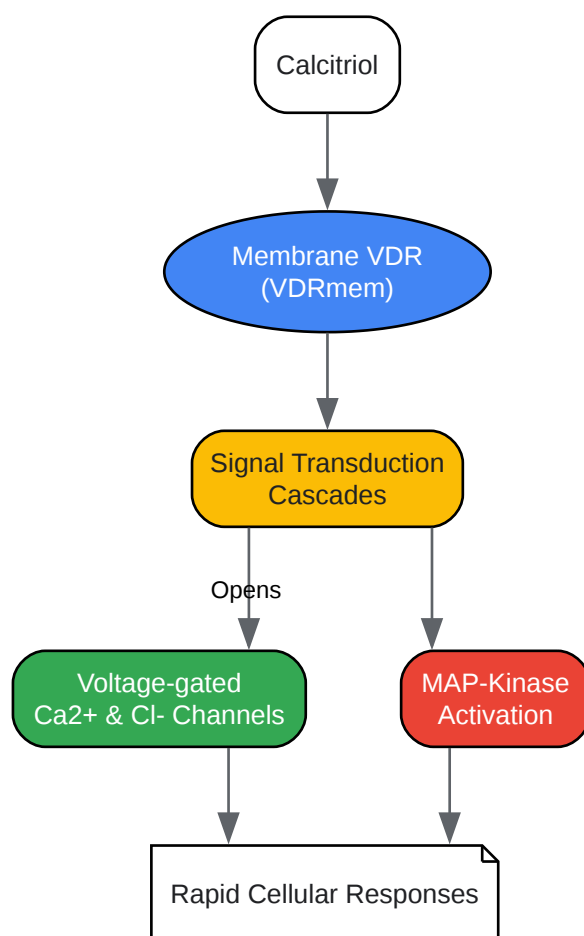 Calcitriol
Membrane VDR
(VDRmem)
Signal Transduction
Cascades
Opens
Voltage-gated
Ca2+ & Cl- Channels
MAP-Kinase
Activation
Rapid Cellular Responses